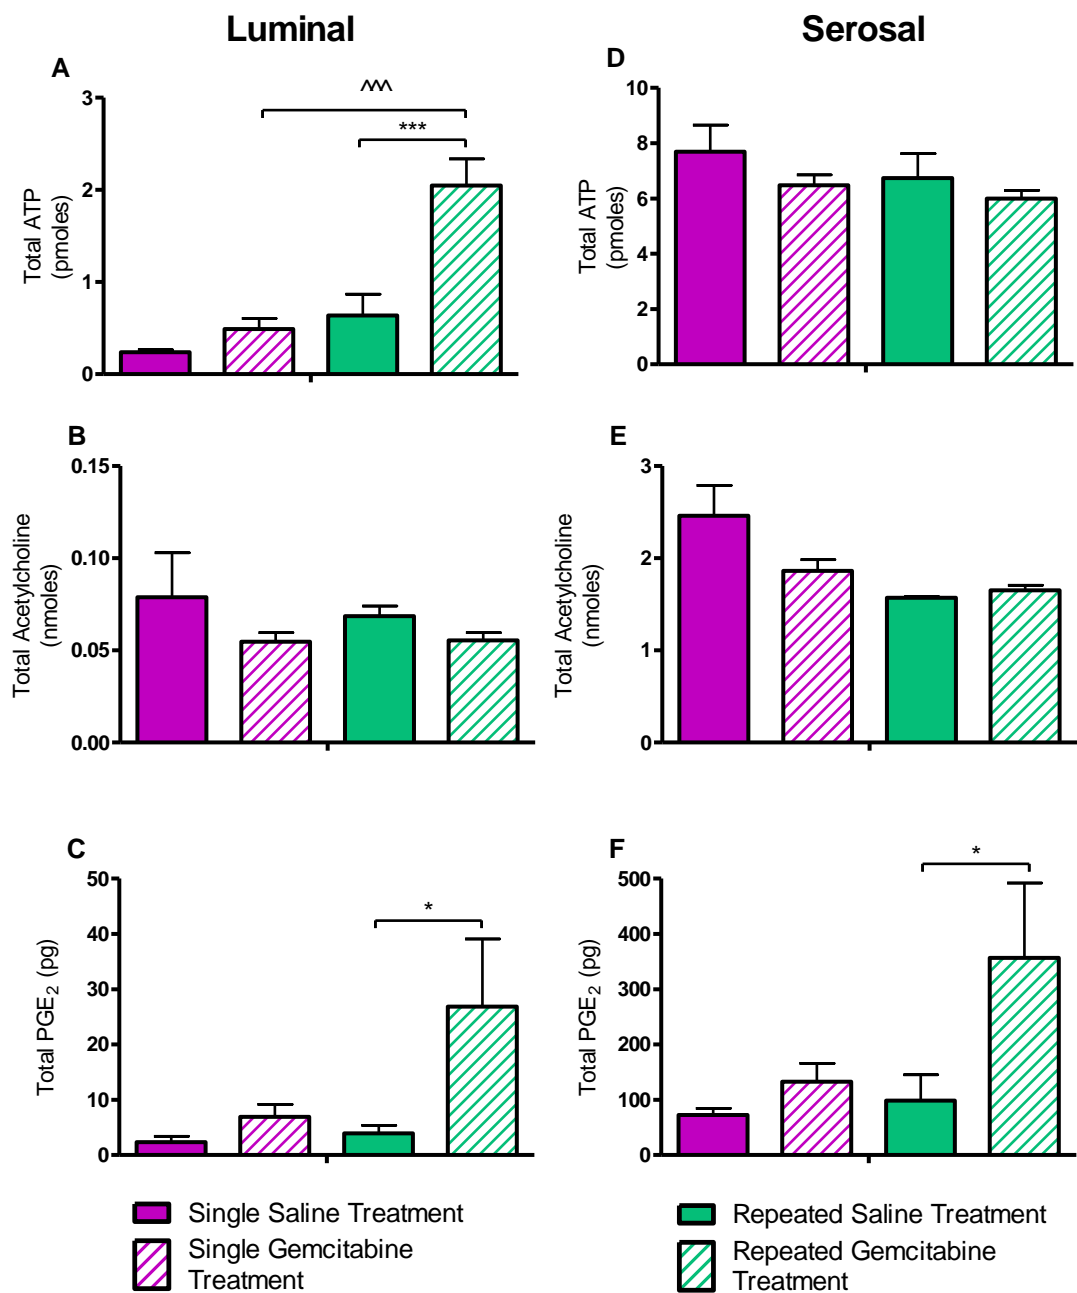 Luminal
Serosal
A
^^^
***
3
2
1
0
Total ATP
(pmoles)
D
10
8
6
4
2
0
Total ATP
(pmoles)
B
0.15
0.10
0.05
0.00
Total Acetylcholine
(nmoles)
E
3
2
1
0
Total Acetylcholine
(nmoles)
C
*
50
40
30
20
10
0
Total PGE₂ (pg)
F
*
500
400
300
200
100
0
Total PGE₂ (pg)
Single Saline Treatment
Single Gemcitabine
Treatment
Repeated Saline Treatment
Repeated Gemcitabine
Treatment